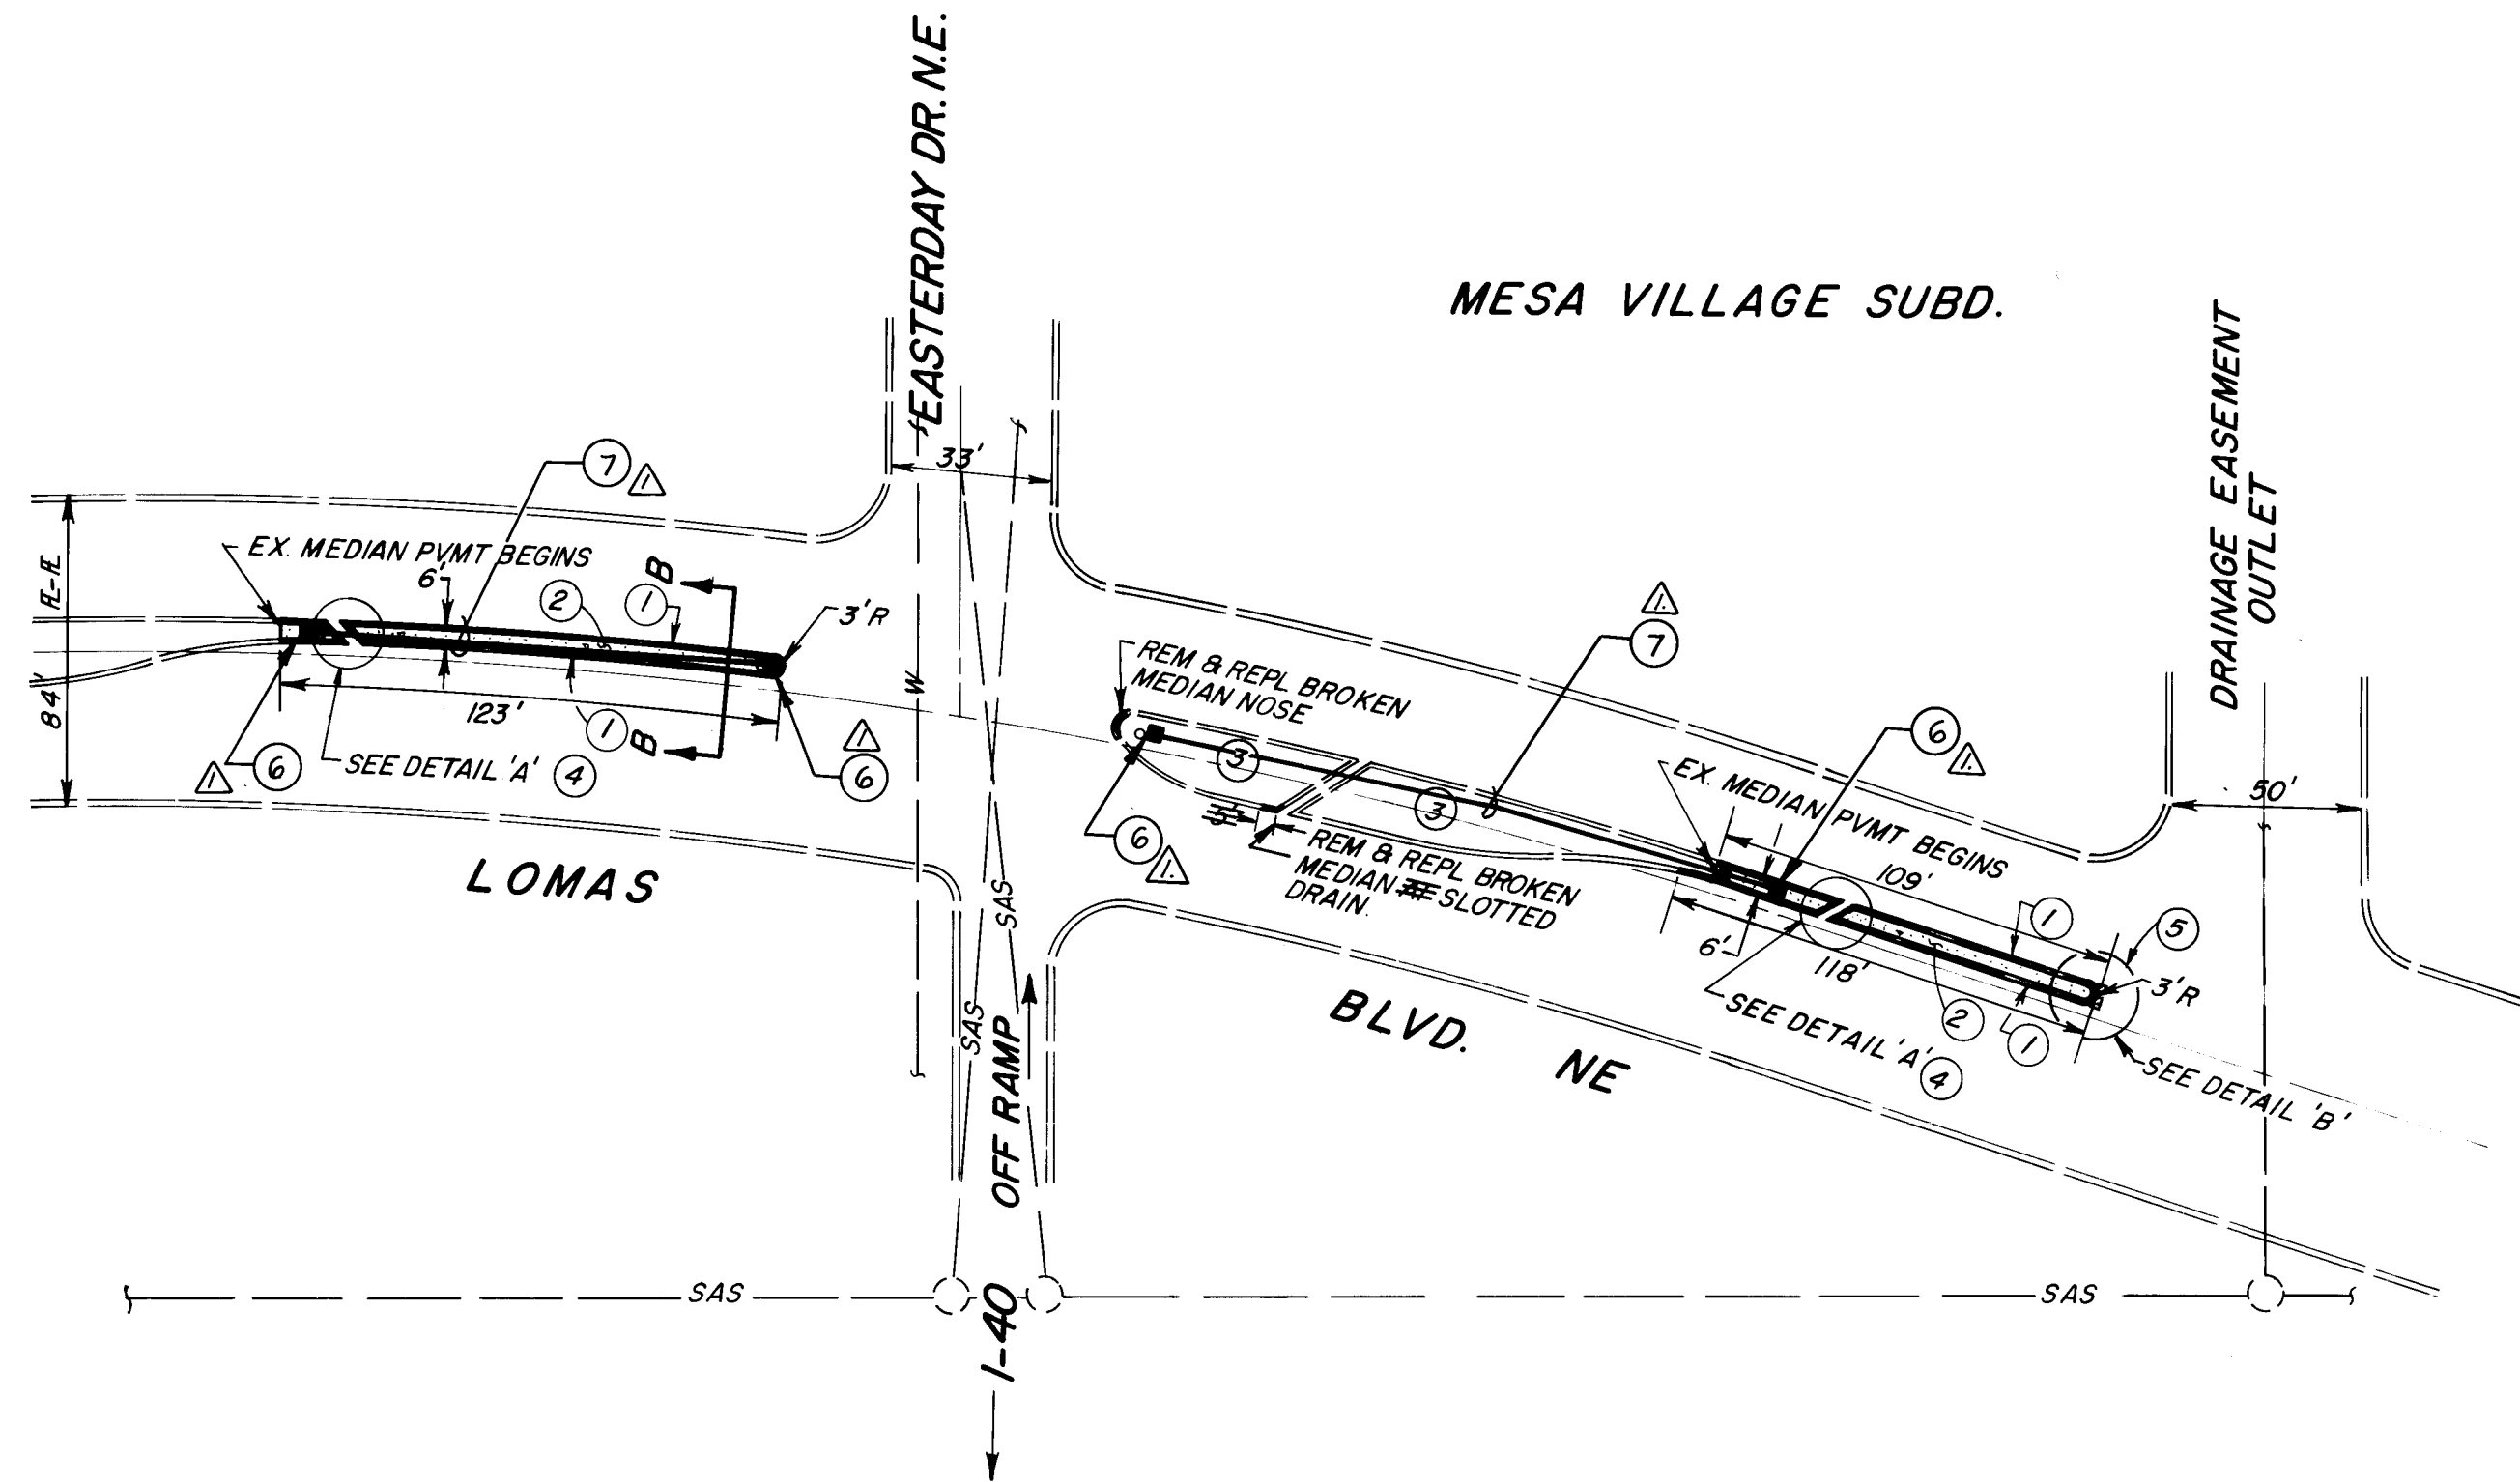 EASTERDAY DR. N.E.
MESA VILLAGE SUBD.
DRAINAGE EASEMENT
OUTLET
33'
7
1
EX. MEDIAN PVMT BEGINS
6'
2
1
B
3'R
84'
123'
1
B
1
6
SEE DETAIL 'A'
4
1
6
W
LOMAS
REM & REPL BROKEN
MEDIAN NOSE
3
3
1.
7
6
1.
6
1.
5'
REM & REPL BROKEN
MEDIAN SLOTTED
DRAIN.
EX. MEDIAN PVMT BEGINS
109'
50'
6'
118'
1
5
3'R
SEE DETAIL 'A'
4
2
1
SEE DETAIL 'B'
BLVD. NE
SAS
SAS
OFF RAMP
I-40
SAS
SAS